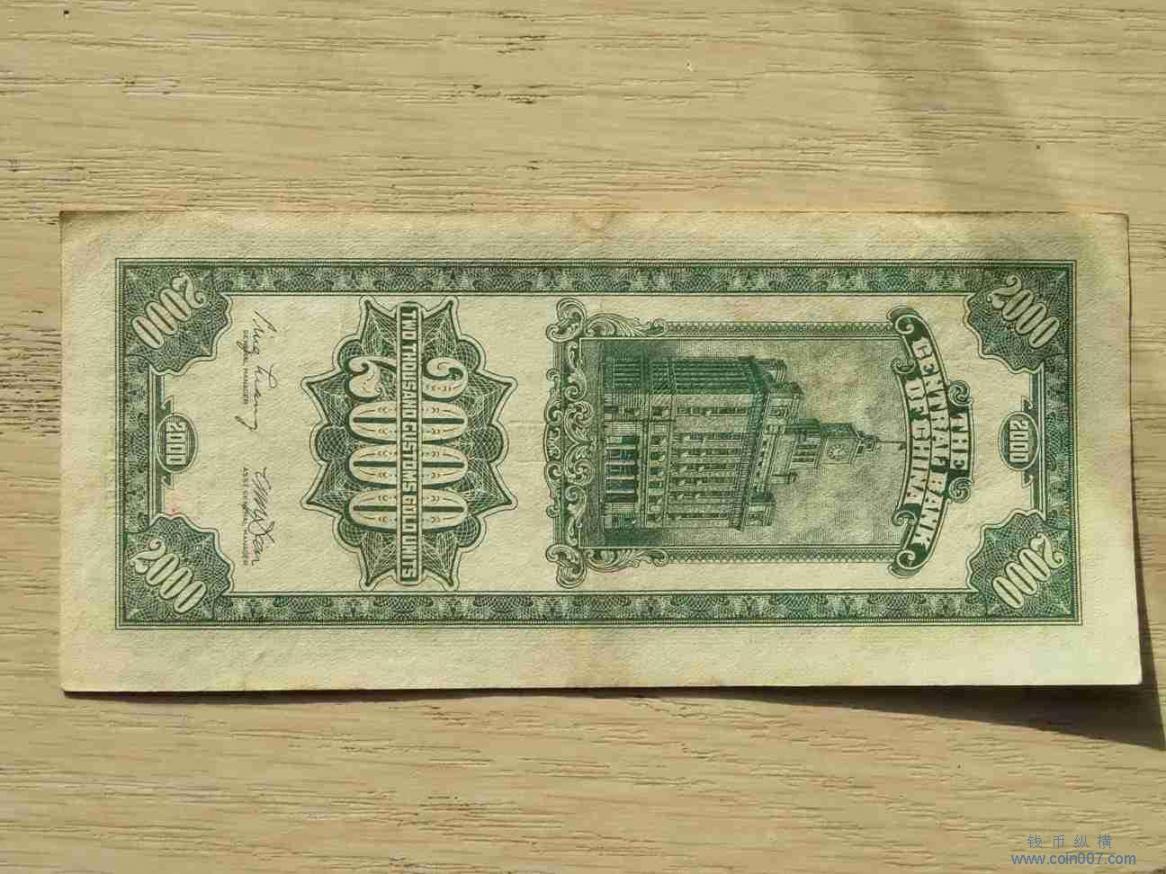 2000
2000
THE
CENTRAL BANK
OF CHINA
2000
2000
TWO THOUSAND CUSTOMS GOLD UNITS
GENERAL MANAGER
ASST GENERAL MANAGER
2000
2000
2000
钱币纵横
www.coin007.com